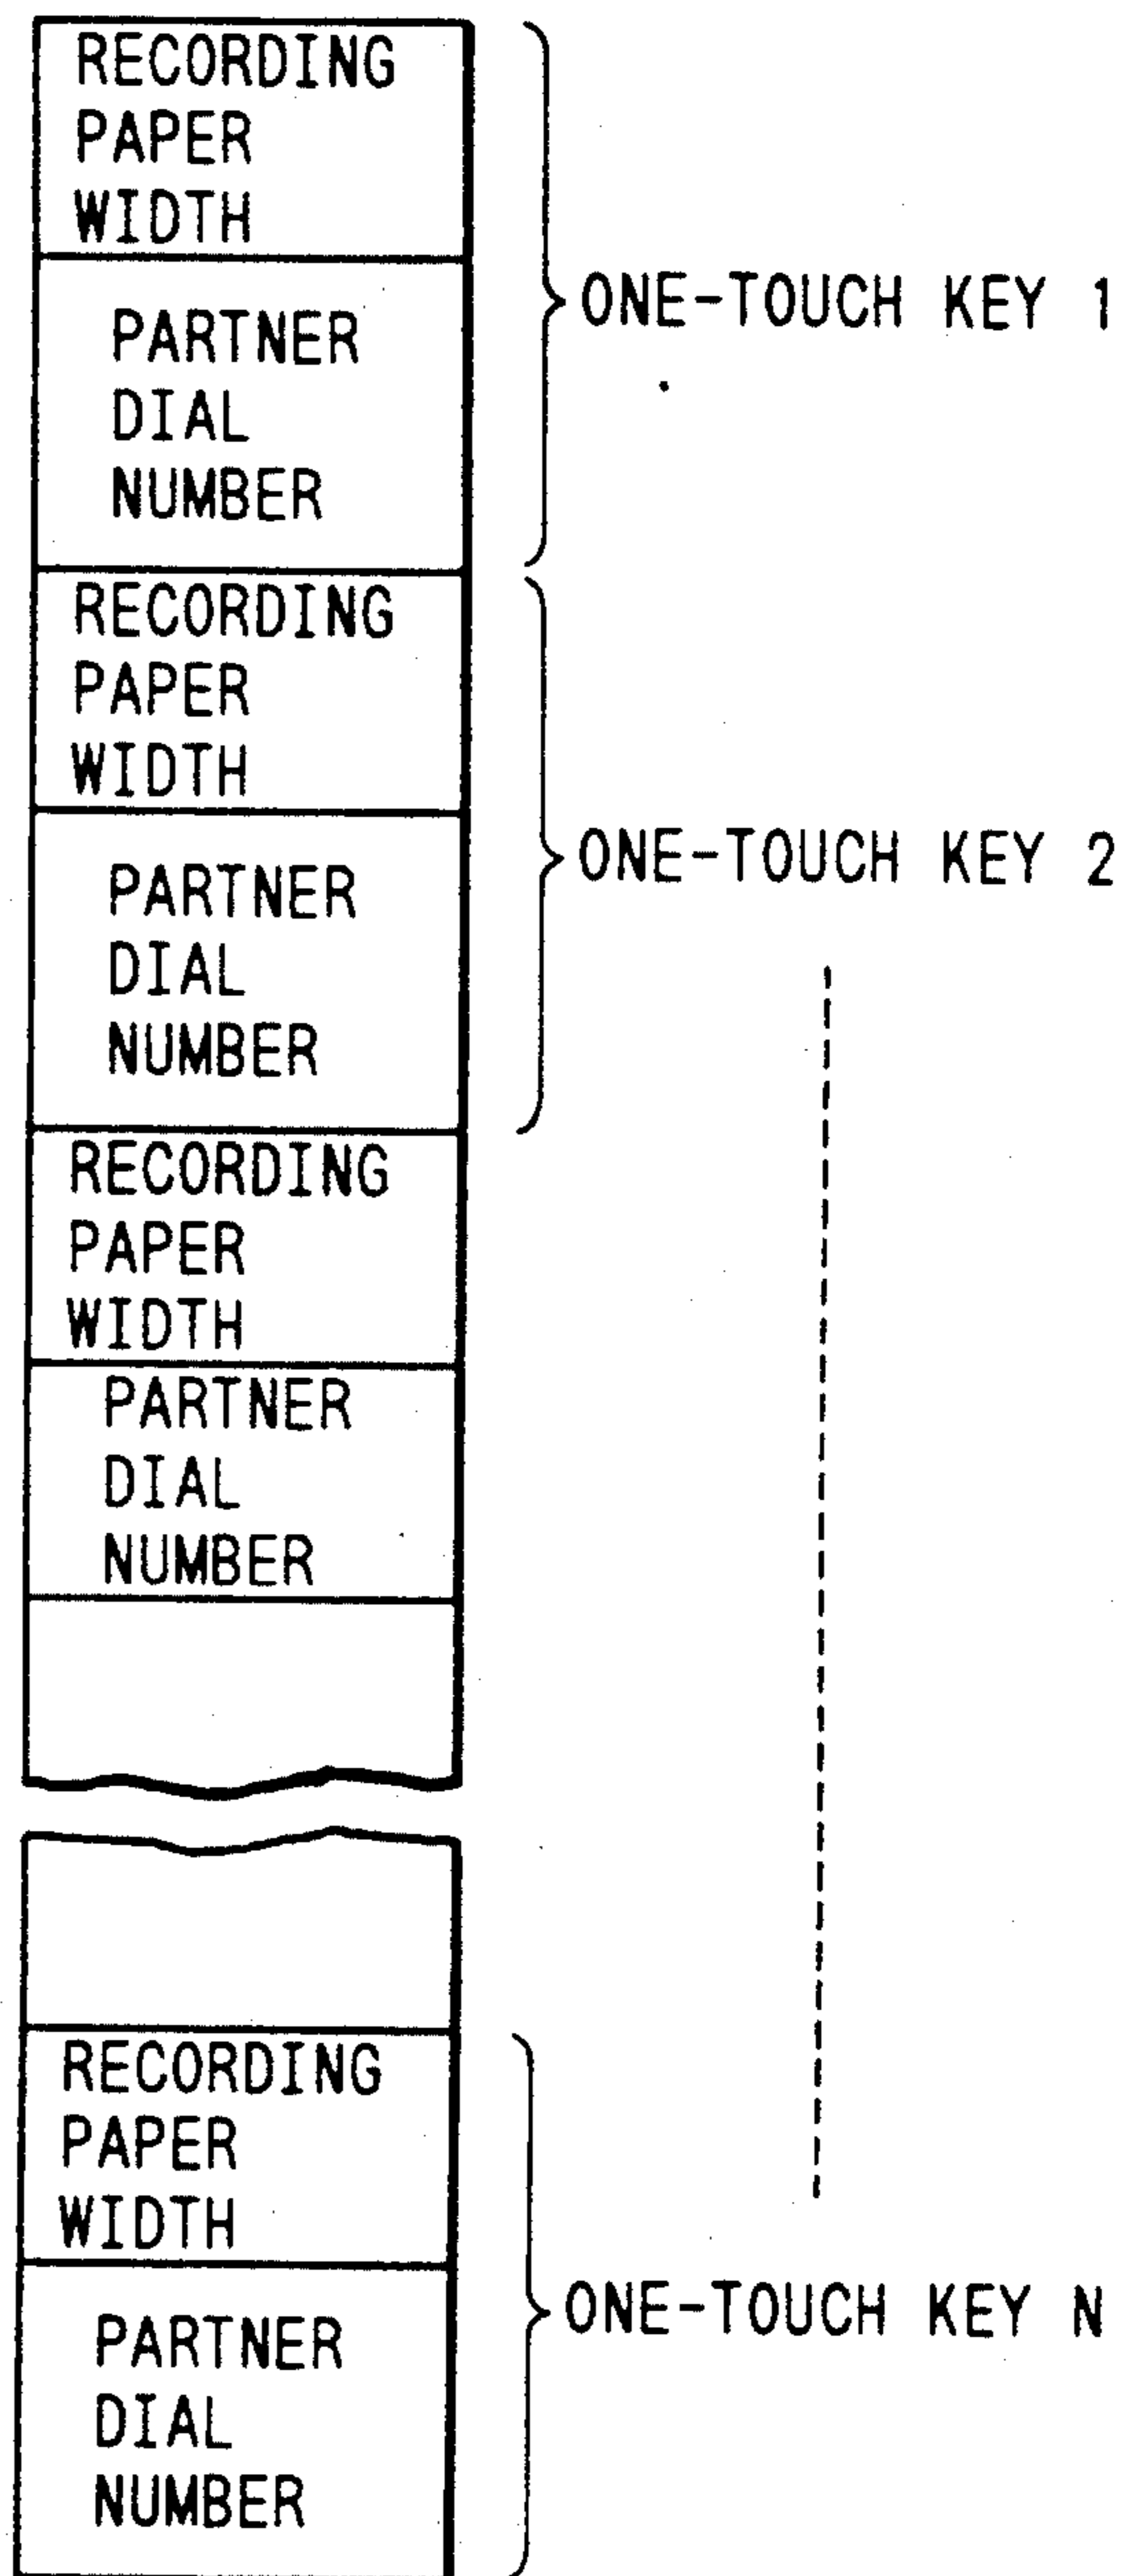 RECORDING
PAPER
WIDTH
PARTNER
DIAL
NUMBER
ONE-TOUCH KEY 1
RECORDING
PAPER
WIDTH
PARTNER
DIAL
NUMBER
ONE-TOUCH KEY 2
RECORDING
PAPER
WIDTH
PARTNER
DIAL
NUMBER
RECORDING
PAPER
WIDTH
PARTNER
DIAL
NUMBER
ONE-TOUCH KEY N